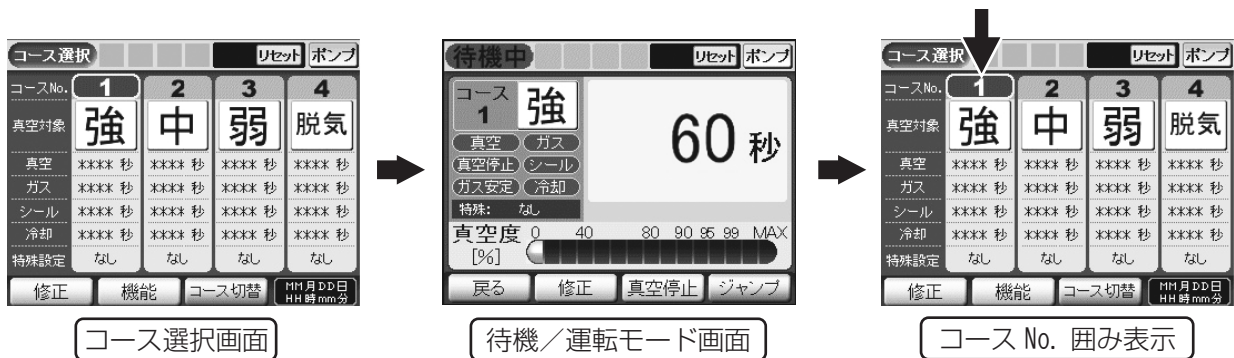 コース選択 リセット ポンプ
コースNo. 1 2 3 4
真空対象 強 中 弱 脱気
真空 **** 秒 **** 秒 **** 秒 **** 秒
ガス **** 秒 **** 秒 **** 秒 **** 秒
シール **** 秒 **** 秒 **** 秒 **** 秒
冷却 **** 秒 **** 秒 **** 秒 **** 秒
特殊設定 なし なし なし なし
修正 機能 コース切替 MM月DD日
HH時mm分
コース選択画面
待機中 リセット ポンプ
コース 1 強
60 秒
真空 ガス
真空停止 シール
ガス安定 冷却
特殊: なし
真空度 0 40 80 90 95 99 MAX
[%]
戻る 修正 真空停止 ジャンプ
待機／運転モード画面
コース選択 リセット ポンプ
コースNo. 1 2 3 4
真空対象 強 中 弱 脱気
真空 **** 秒 **** 秒 **** 秒 **** 秒
ガス **** 秒 **** 秒 **** 秒 **** 秒
シール **** 秒 **** 秒 **** 秒 **** 秒
冷却 **** 秒 **** 秒 **** 秒 **** 秒
特殊設定 なし なし なし なし
修正 機能 コース切替 MM月DD日
HH時mm分
コース No. 囲み表示